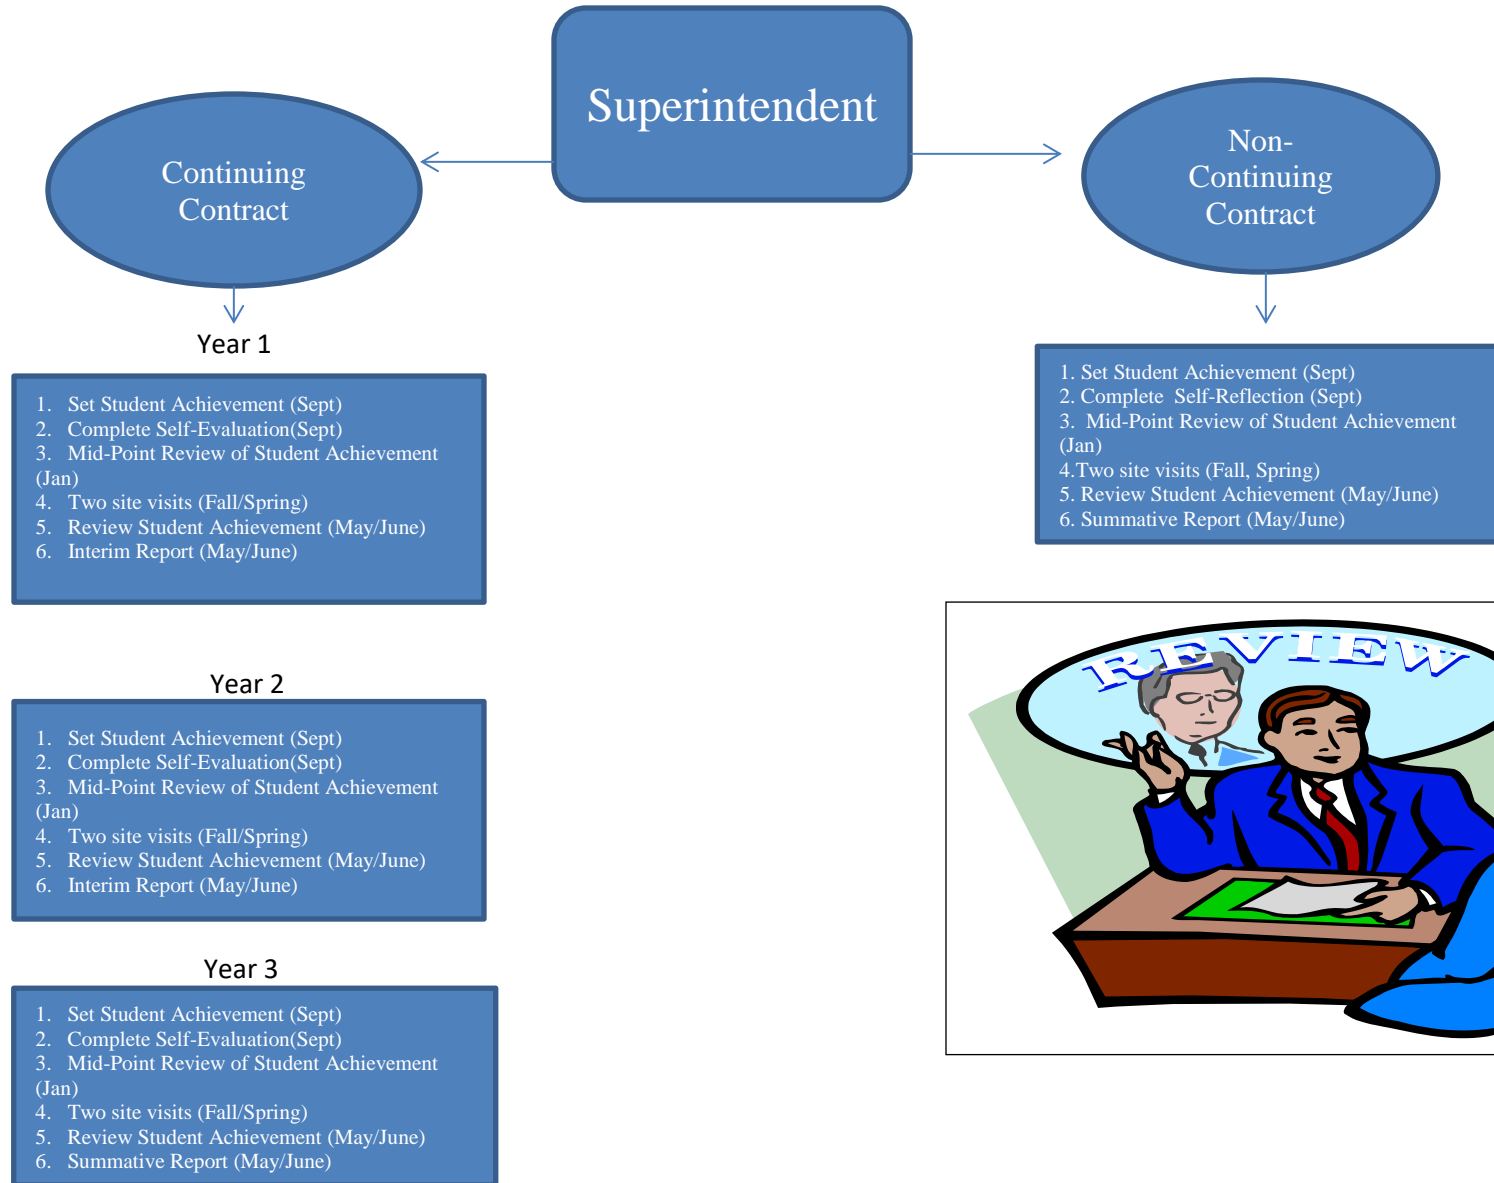 Superintendent
Continuing
Contract
Non-
Continuing
Contract
Year 1
1. Set Student Achievement (Sept)
2. Complete Self-Evaluation(Sept)
3. Mid-Point Review of Student Achievement
(Jan)
4. Two site visits (Fall/Spring)
5. Review Student Achievement (May/June)
6. Interim Report (May/June)
Year 2
1. Set Student Achievement (Sept)
2. Complete Self-Evaluation(Sept)
3. Mid-Point Review of Student Achievement
(Jan)
4. Two site visits (Fall/Spring)
5. Review Student Achievement (May/June)
6. Interim Report (May/June)
Year 3
1. Set Student Achievement (Sept)
2. Complete Self-Evaluation(Sept)
3. Mid-Point Review of Student Achievement
(Jan)
4. Two site visits (Fall/Spring)
5. Review Student Achievement (May/June)
6. Summative Report (May/June)
1. Set Student Achievement (Sept)
2. Complete Self-Reflection (Sept)
3. Mid-Point Review of Student Achievement
(Jan)
4.Two site visits (Fall, Spring)
5. Review Student Achievement (May/June)
6. Summative Report (May/June)
REVIEW